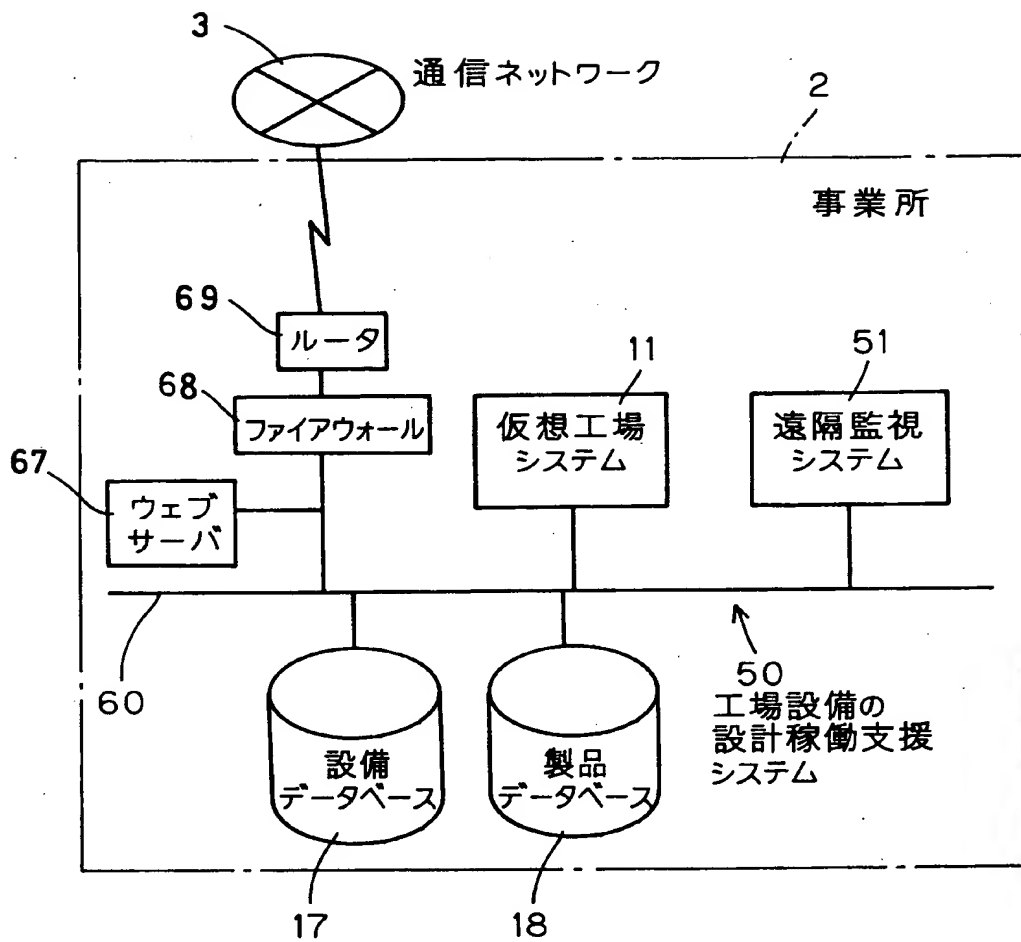 3
通信ネットワーク
2
事業所
69
ルータ
68
ファイアウォール
11
仮想工場
システム
51
遠隔監視
システム
67
ウェブ
サーバ
60
50
工場設備の
設計稼働支援
システム
設備
データベース
製品
データベース
17
18